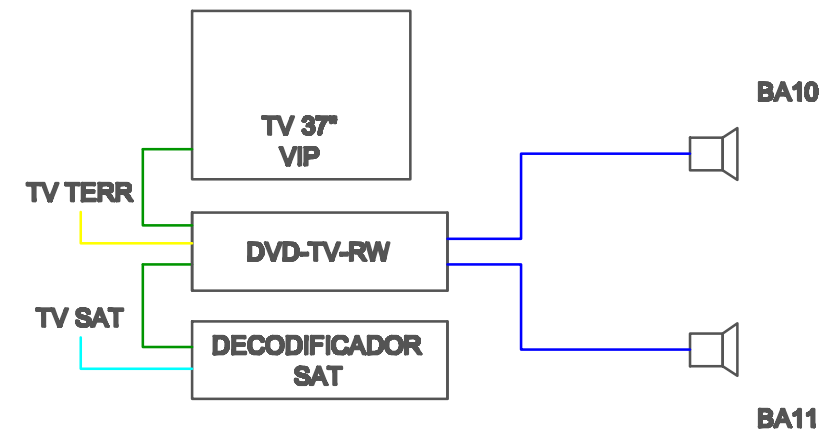 TV 37"
VIP
BA10
TV TERR
DVD-TV-RW
TV SAT
DECODIFICADOR
SAT
BA11